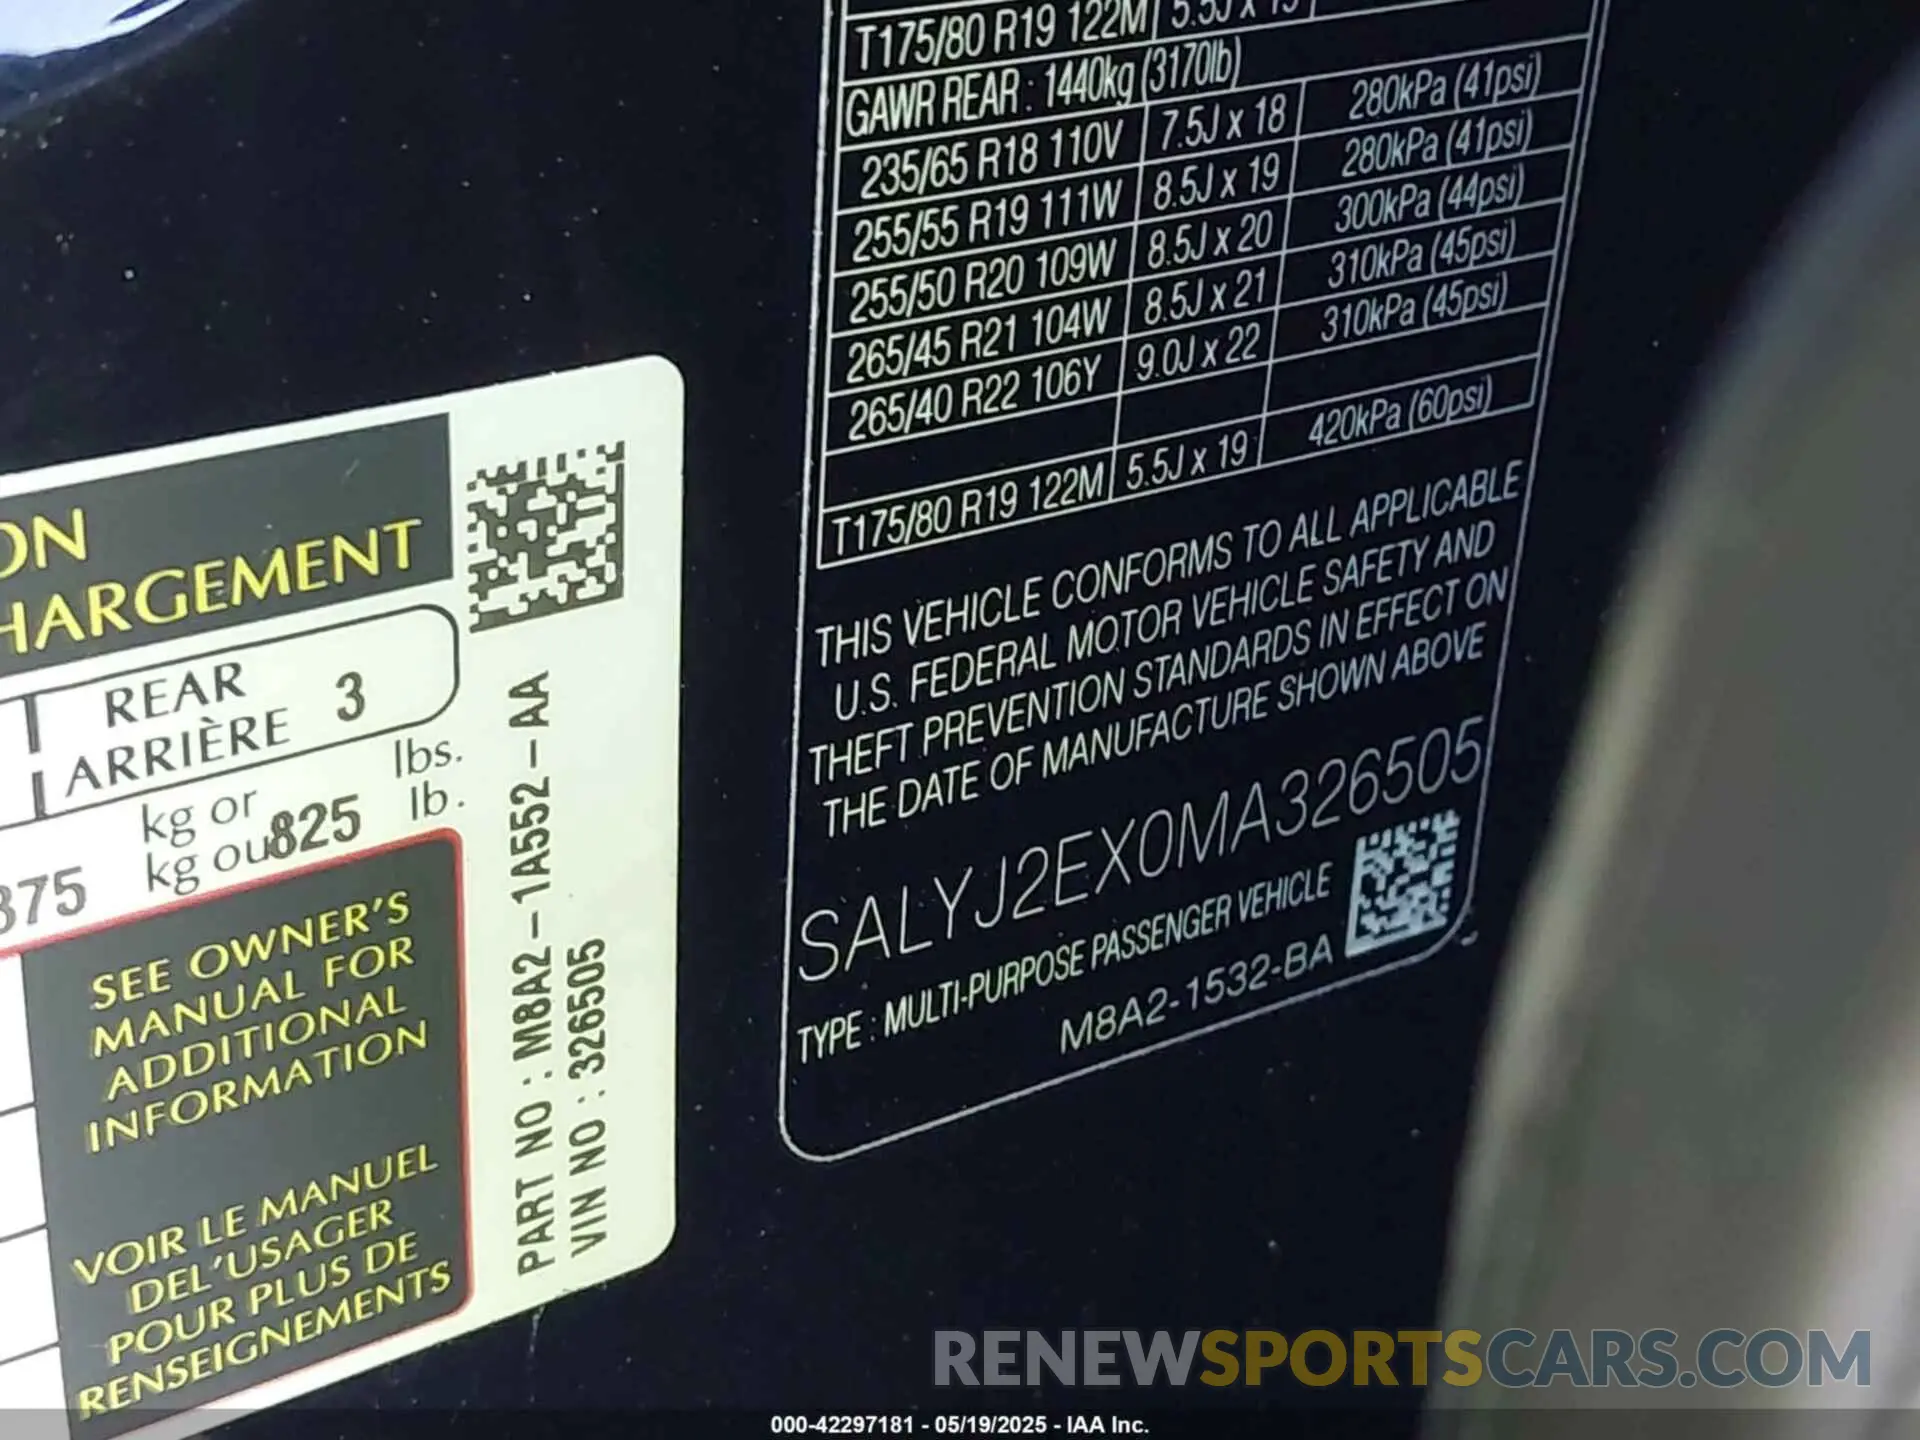 ON
HARGEMENT
REAR
ARRIÈRE 3
kg or lbs.
375 kg ou 825 lb.
SEE OWNER'S
MANUAL FOR
ADDITIONAL
INFORMATION
VOIR LE MANUEL
DEL'USAGER
POUR PLUS DE
RENSEIGNEMENTS
PART NO : M8A2-1A552-AA
VIN NO : 326505
T175/80 R19 122M 5.5J x 19
GAWR REAR : 1440kg (3170lb)
235/65 R18 110V 7.5J x 18 280kPa (41psi)
255/55 R19 111W 8.5J x 19 280kPa (41psi)
255/50 R20 109W 8.5J x 20 300kPa (44psi)
265/45 R21 104W 8.5J x 21 310kPa (45psi)
265/40 R22 106Y 9.0J x 22 310kPa (45psi)
T175/80 R19 122M 5.5J x 19 420kPa (60psi)
THIS VEHICLE CONFORMS TO ALL APPLICABLE
U.S. FEDERAL MOTOR VEHICLE SAFETY AND
THEFT PREVENTION STANDARDS IN EFFECT ON
THE DATE OF MANUFACTURE SHOWN ABOVE
SALYJ2EX0MA326505
TYPE : MULTI-PURPOSE PASSENGER VEHICLE
M8A2-1532-BA
RENEWSPORTSCARS.COM
000-42297181 - 05/19/2025 - IAA Inc.